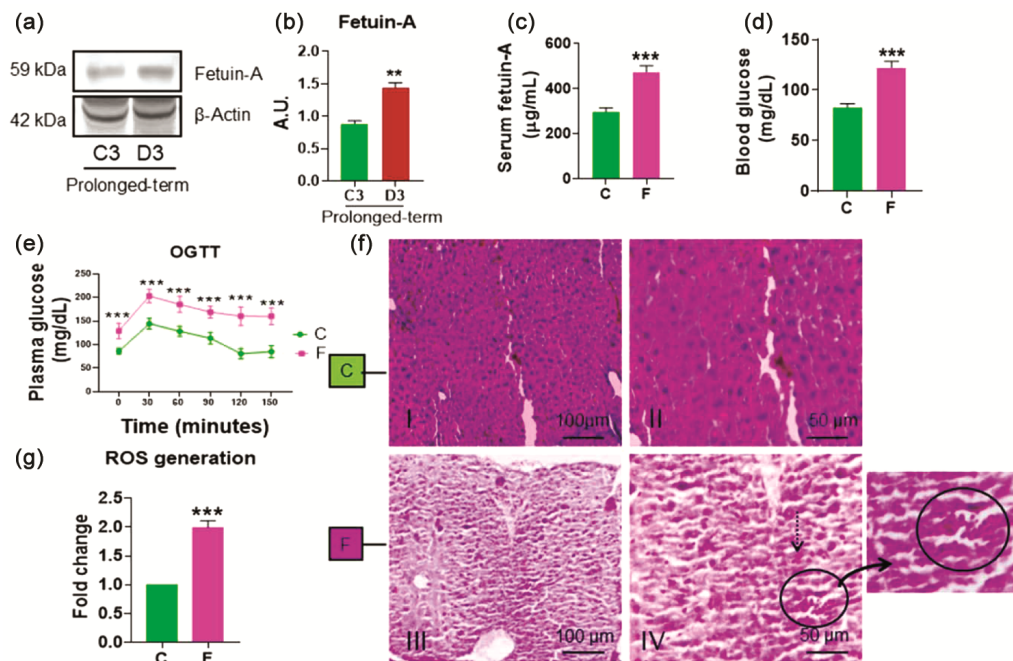 (a)
59 kDa
Fetuin-A
42 kDa
β-Actin
C3 D3
Prolonged-term
(b)
Fetuin-A
A.U.
2.0
1.5
1.0
0.5
0.0
**
C3 D3
Prolonged-term
(c)
Serum fetuin-A
(µg/mL)
600
400
200
0
***
C F
(d)
Blood glucose
(mg/dL)
150
100
50
0
***
C F
(e)
OGTT
Plasma glucose
(mg/dL)
250
200
150
100
50
0
*** *** *** *** *** ***
C
F
0 30 60 90 120 150
Time (minutes)
(f)
C
I
100µm
II
50 µm
F
III
100 µm
IV
50 µm
(g)
ROS generation
Fold change
2.5
2.0
1.5
1.0
0.5
0.0
***
C F